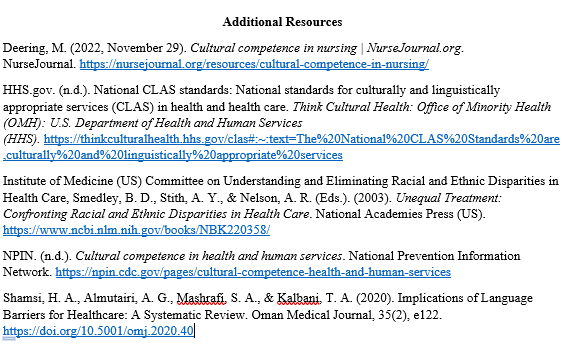 Additional Resources
Deering, M. (2022, November 29). Cultural competence in nursing | NurseJournal.org.
NurseJournal. https://nursejournal.org/resources/cultural-competence-in-nursing/
HHS.gov. (n.d.). National CLAS standards: National standards for culturally and linguistically
appropriate services (CLAS) in health and health care. Think Cultural Health: Office of Minority Health
(OMH): U.S. Department of Health and Human Services
(HHS). https://thinkculturalhealth.hhs.gov/clas#:~:text=The%20National%20CLAS%20Standards%20are
,culturally%20and%20linguistically%20appropriate%20services
Institute of Medicine (US) Committee on Understanding and Eliminating Racial and Ethnic Disparities in
Health Care, Smedley, B. D., Stith, A. Y., & Nelson, A. R. (Eds.). (2003). Unequal Treatment:
Confronting Racial and Ethnic Disparities in Health Care. National Academies Press (US).
https://www.ncbi.nlm.nih.gov/books/NBK220358/
NPIN. (n.d.). Cultural competence in health and human services. National Prevention Information
Network. https://npin.cdc.gov/pages/cultural-competence-health-and-human-services
Shamsi, H. A., Almutairi, A. G., Mashrafi, S. A., & Kalbani, T. A. (2020). Implications of Language
Barriers for Healthcare: A Systematic Review. Oman Medical Journal, 35(2), e122.
https://doi.org/10.5001/omj.2020.40